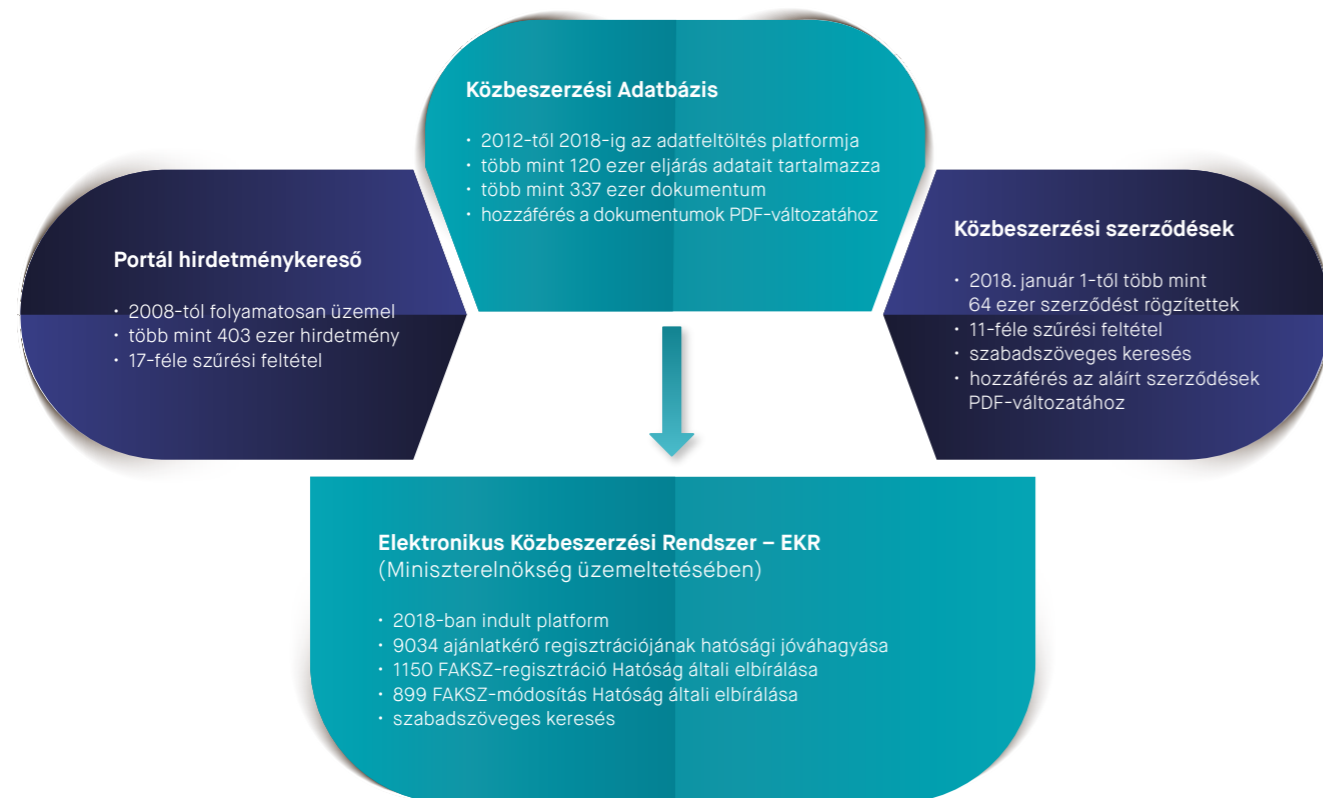 Közbeszerzési Adatbázis
• 2012-től 2018-ig az adatfeltöltés platformja
• több mint 120 ezer eljárás adatait tartalmazza
• több mint 337 ezer dokumentum
• hozzáférés a dokumentumok PDF-változatához
Portál hirdetménykereső
• 2008-tól folyamatosan üzemel
• több mint 403 ezer hirdetmény
• 17-féle szűrési feltétel
Közbeszerzési szerződések
• 2018. január 1-től több mint
64 ezer szerződést rögzítettek
• 11-féle szűrési feltétel
• szabadszöveges keresés
• hozzáférés az aláírt szerződések
PDF-változatához
Elektronikus Közbeszerzési Rendszer – EKR
(Miniszterelnökség üzemeltetésében)
• 2018-ban indult platform
• 9034 ajánlatkérő regisztrációjának hatósági jóváhagyása
• 1150 FAKSZ-regisztráció Hatóság általi elbírálása
• 899 FAKSZ-módosítás Hatóság általi elbírálása
• szabadszöveges keresés